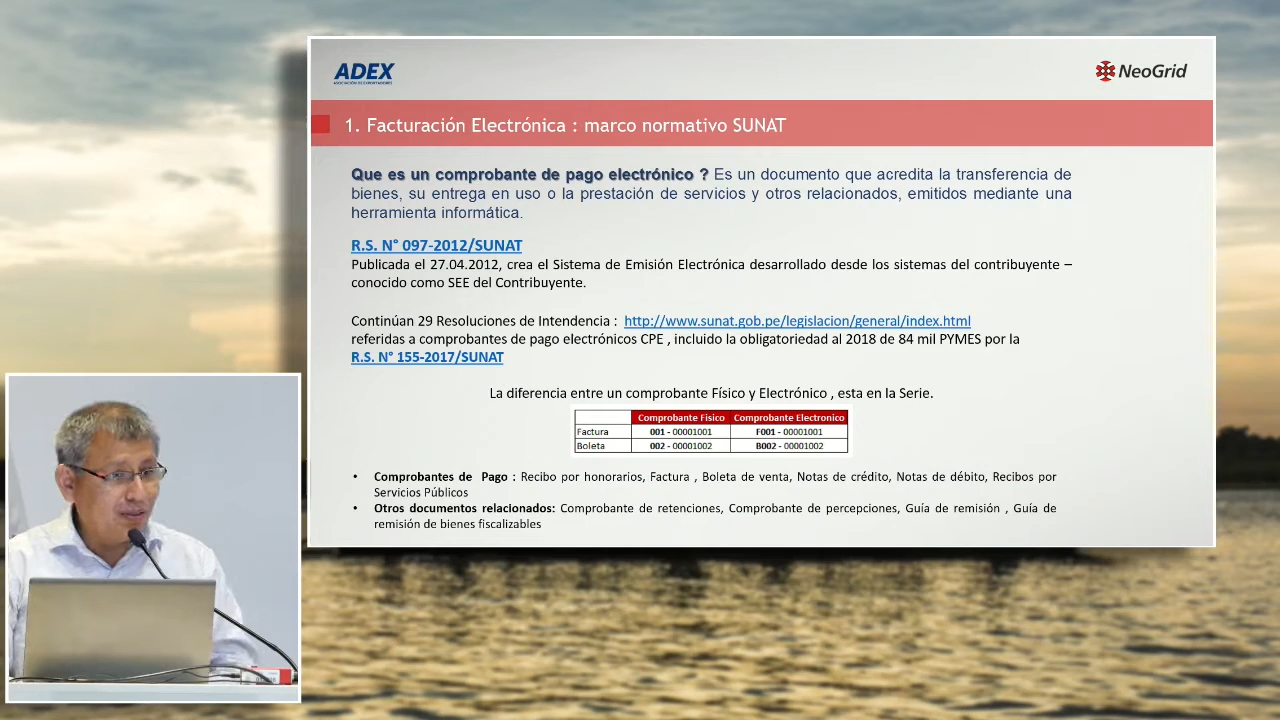 ADEX
ASOCIACIÓN DE EXPORTADORES
NeoGrid
1. Facturación Electrónica : marco normativo SUNAT
Que es un comprobante de pago electrónico ? Es un documento que acredita la transferencia de
bienes, su entrega en uso o la prestación de servicios y otros relacionados, emitidos mediante una
herramienta informática.
R.S. N° 097-2012/SUNAT
Publicada el 27.04.2012, crea el Sistema de Emisión Electrónica desarrollado desde los sistemas del contribuyente –
conocido como SEE del Contribuyente.
Continúan 29 Resoluciones de Intendencia : http://www.sunat.gob.pe/legislacion/general/index.html
referidas a comprobantes de pago electrónicos CPE , incluido la obligatoriedad al 2018 de 84 mil PYMES por la
R.S. N° 155-2017/SUNAT
La diferencia entre un comprobante Físico y Electrónico , esta en la Serie.
Comprobante Fisico Comprobante Electronico
Factura 001 - 00001001 F001 - 00001001
Boleta 002 - 00001002 B002 - 00001002
• Comprobantes de Pago : Recibo por honorarios, Factura , Boleta de venta, Notas de crédito, Notas de débito, Recibos por
Servicios Públicos
• Otros documentos relacionados: Comprobante de retenciones, Comprobante de percepciones, Guía de remisión , Guía de
remisión de bienes fiscalizables